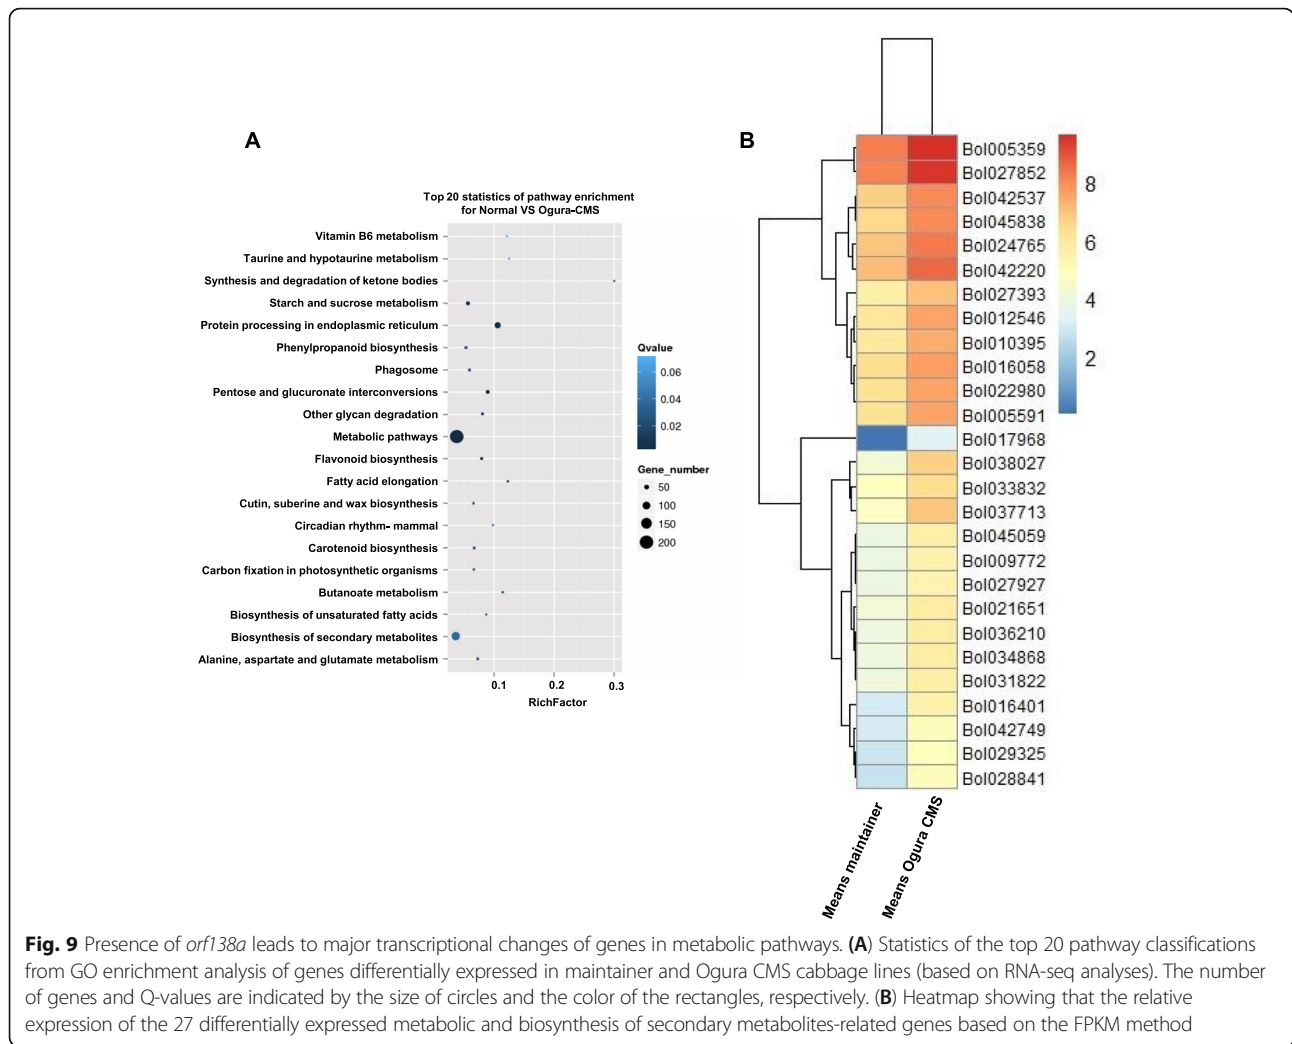 A
Top 20 statistics of pathway enrichment
for Normal VS Ogura-CMS
Vitamin B6 metabolism
Taurine and hypotaurine metabolism
Synthesis and degradation of ketone bodies
Starch and sucrose metabolism
Protein processing in endoplasmic reticulum
Phenylpropanoid biosynthesis
Phagosome
Pentose and glucuronate interconversions
Other glycan degradation
Metabolic pathways
Flavonoid biosynthesis
Fatty acid elongation
Cutin, suberine and wax biosynthesis
Circadian rhythm- mammal
Carotenoid biosynthesis
Carbon fixation in photosynthetic organisms
Butanoate metabolism
Biosynthesis of unsaturated fatty acids
Biosynthesis of secondary metabolites
Alanine, aspartate and glutamate metabolism
0.1 0.2 0.3
RichFactor
Qvalue
0.06
0.04
0.02
Gene_number
50
100
150
200
B
Bol005359
Bol027852
Bol042537
Bol045838
Bol024765
Bol042220
Bol027393
Bol012546
Bol010395
Bol016058
Bol022980
Bol005591
Bol017968
Bol038027
Bol033832
Bol037713
Bol045059
Bol009772
Bol027927
Bol021651
Bol036210
Bol034868
Bol031822
Bol016401
Bol042749
Bol029325
Bol028841
8
6
4
2
Means maintainer
Means Ogura CMS
Fig. 9 Presence of orf138a leads to major transcriptional changes of genes in metabolic pathways. (A) Statistics of the top 20 pathway classifications
from GO enrichment analysis of genes differentially expressed in maintainer and Ogura CMS cabbage lines (based on RNA-seq analyses). The number
of genes and Q-values are indicated by the size of circles and the color of the rectangles, respectively. (B) Heatmap showing that the relative
expression of the 27 differentially expressed metabolic and biosynthesis of secondary metabolites-related genes based on the FPKM method